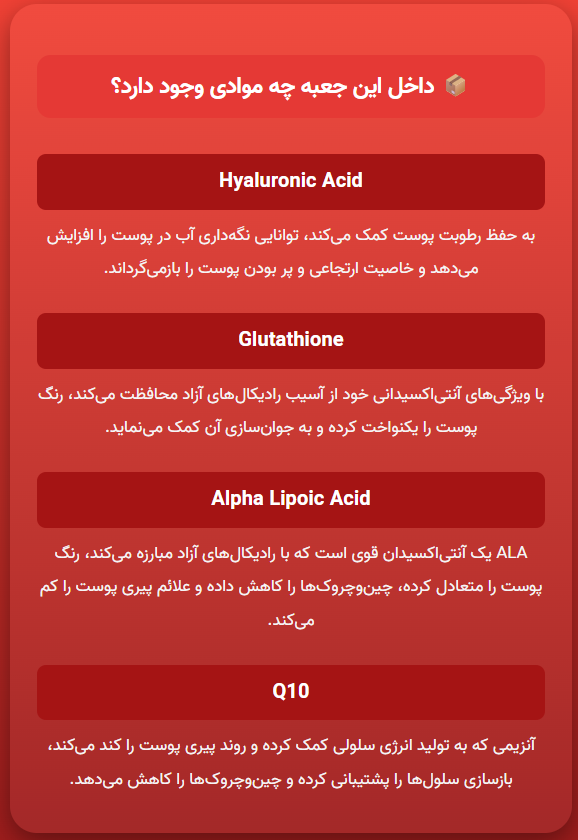 داخل این جعبه چه موادی وجود دارد؟
Hyaluronic Acid
به حفظ رطوبت پوست کمک می‌کند، توانایی نگه‌داری آب در پوست را افزایش
می‌دهد و خاصیت ارتجاعی و پر بودن پوست را بازمی‌گرداند.
Glutathione
با ویژگی‌های آنتی‌اکسیدانی خود از آسیب رادیکال‌های آزاد محافظت می‌کند، رنگ
پوست را یکنواخت کرده و به جوان‌سازی آن کمک می‌نماید.
Alpha Lipoic Acid
ALA یک آنتی‌اکسیدان قوی است که با رادیکال‌های آزاد مبارزه می‌کند، رنگ
پوست را متعادل کرده، چین‌وچروک‌ها را کاهش داده و علائم پیری پوست را کم
می‌کند.
Q10
آنزیمی که به تولید انرژی سلولی کمک کرده و روند پیری پوست را کند می‌کند،
بازسازی سلول‌ها را پشتیبانی کرده و چین‌وچروک‌ها را کاهش می‌دهد.